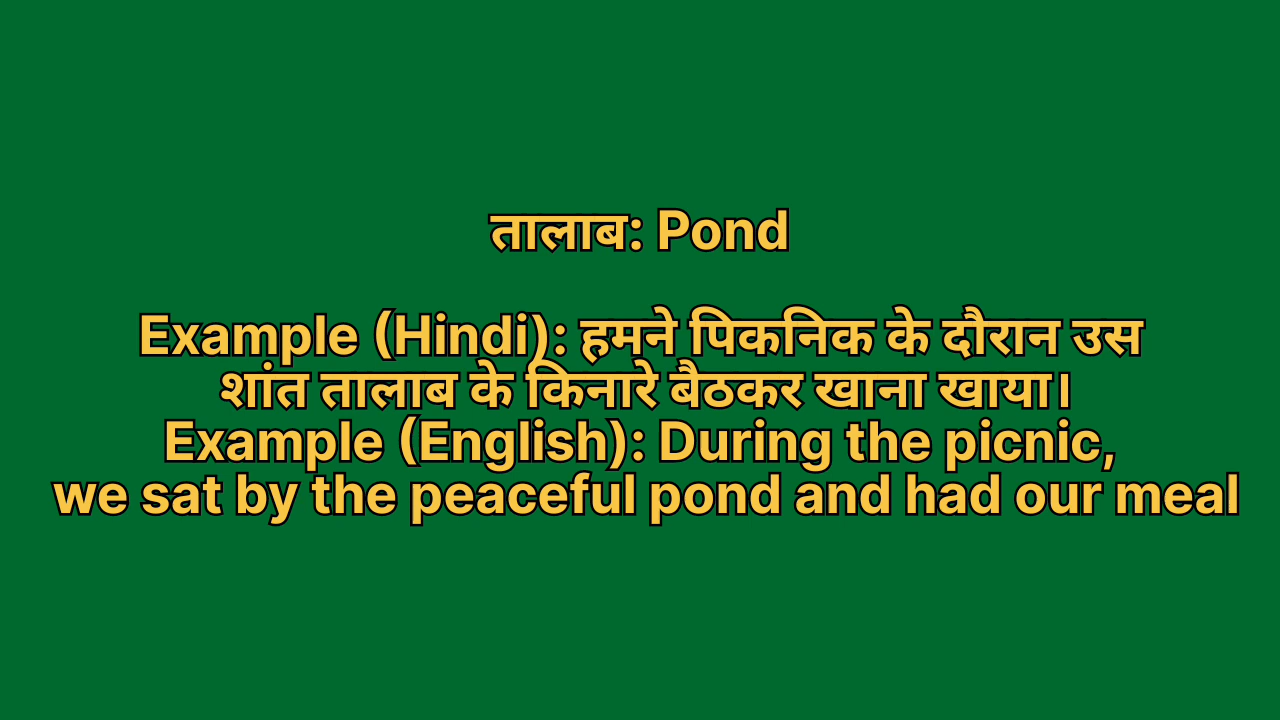 तालाब: Pond
Example (Hindi): हमने पिकनिक के दौरान उस
शांत तालाब के किनारे बैठकर खाना खाया।
Example (English): During the picnic,
we sat by the peaceful pond and had our meal